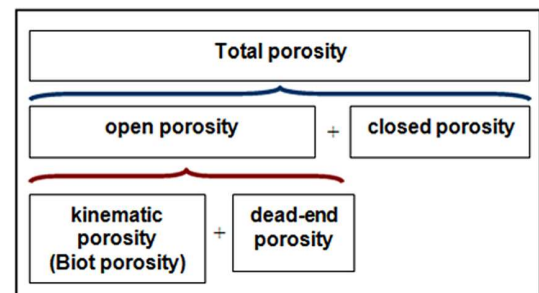 Total porosity
open porosity + closed porosity
kinematic
porosity
(Biot porosity) + dead-end
porosity